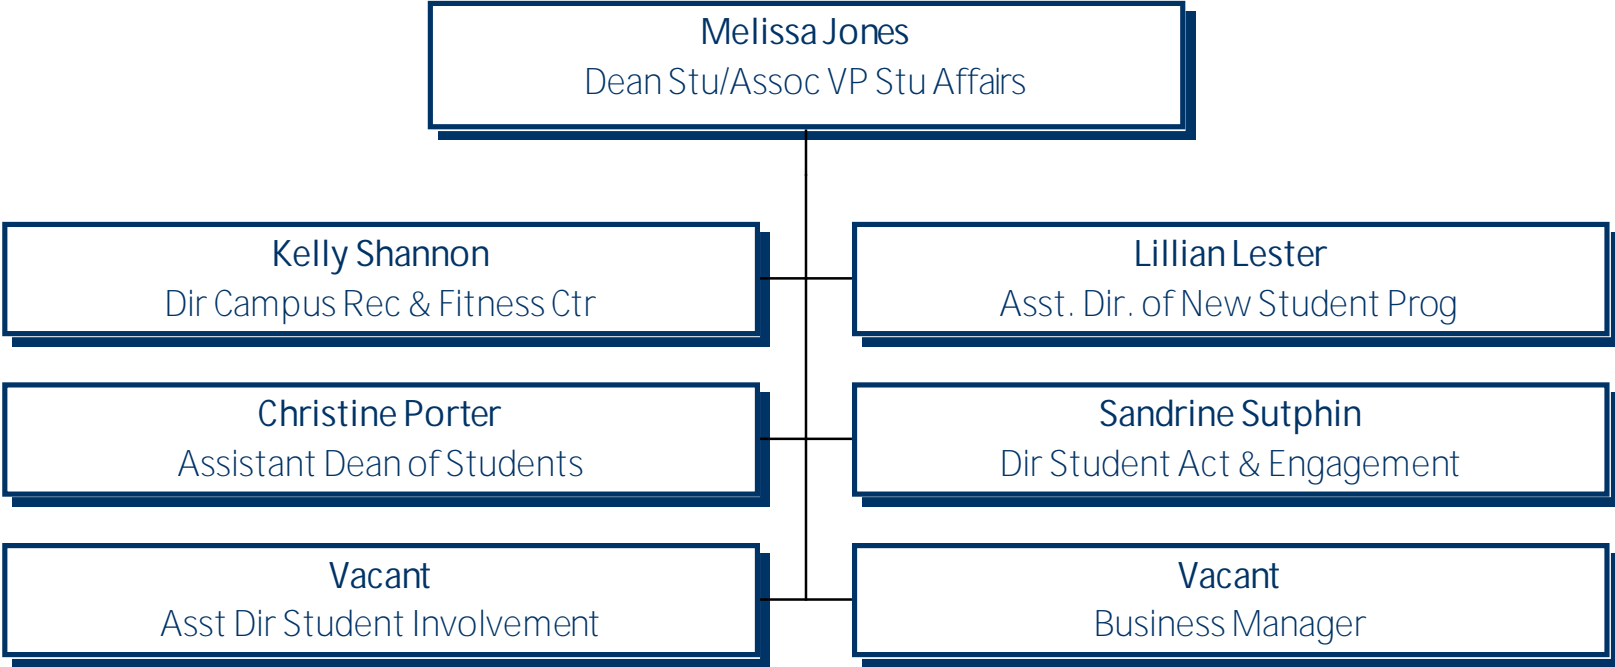 Melissa Jones
Dean Stu/Assoc VP Stu Affairs
Kelly Shannon
Dir Campus Rec & Fitness Ctr
Lillian Lester
Asst. Dir. of New Student Prog
Christine Porter
Assistant Dean of Students
Sandrine Sutphin
Dir Student Act & Engagement
Vacant
Asst Dir Student Involvement
Vacant
Business Manager